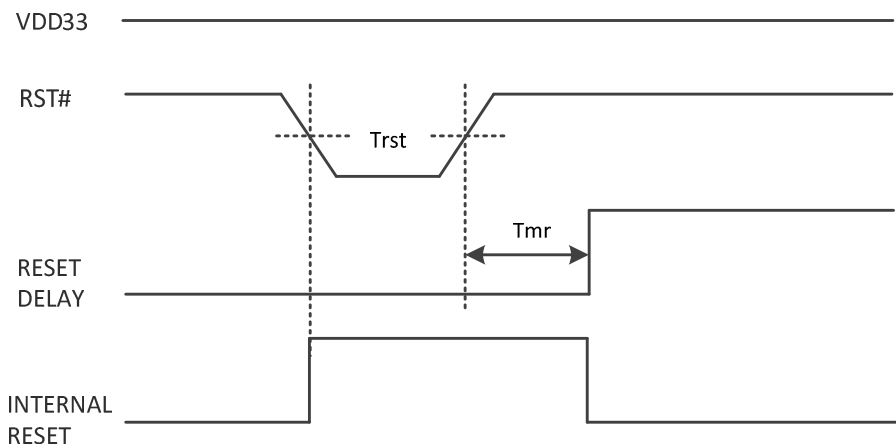 VDD33
RST#
Trst
Tmr
RESET
DELAY
INTERNAL
RESET